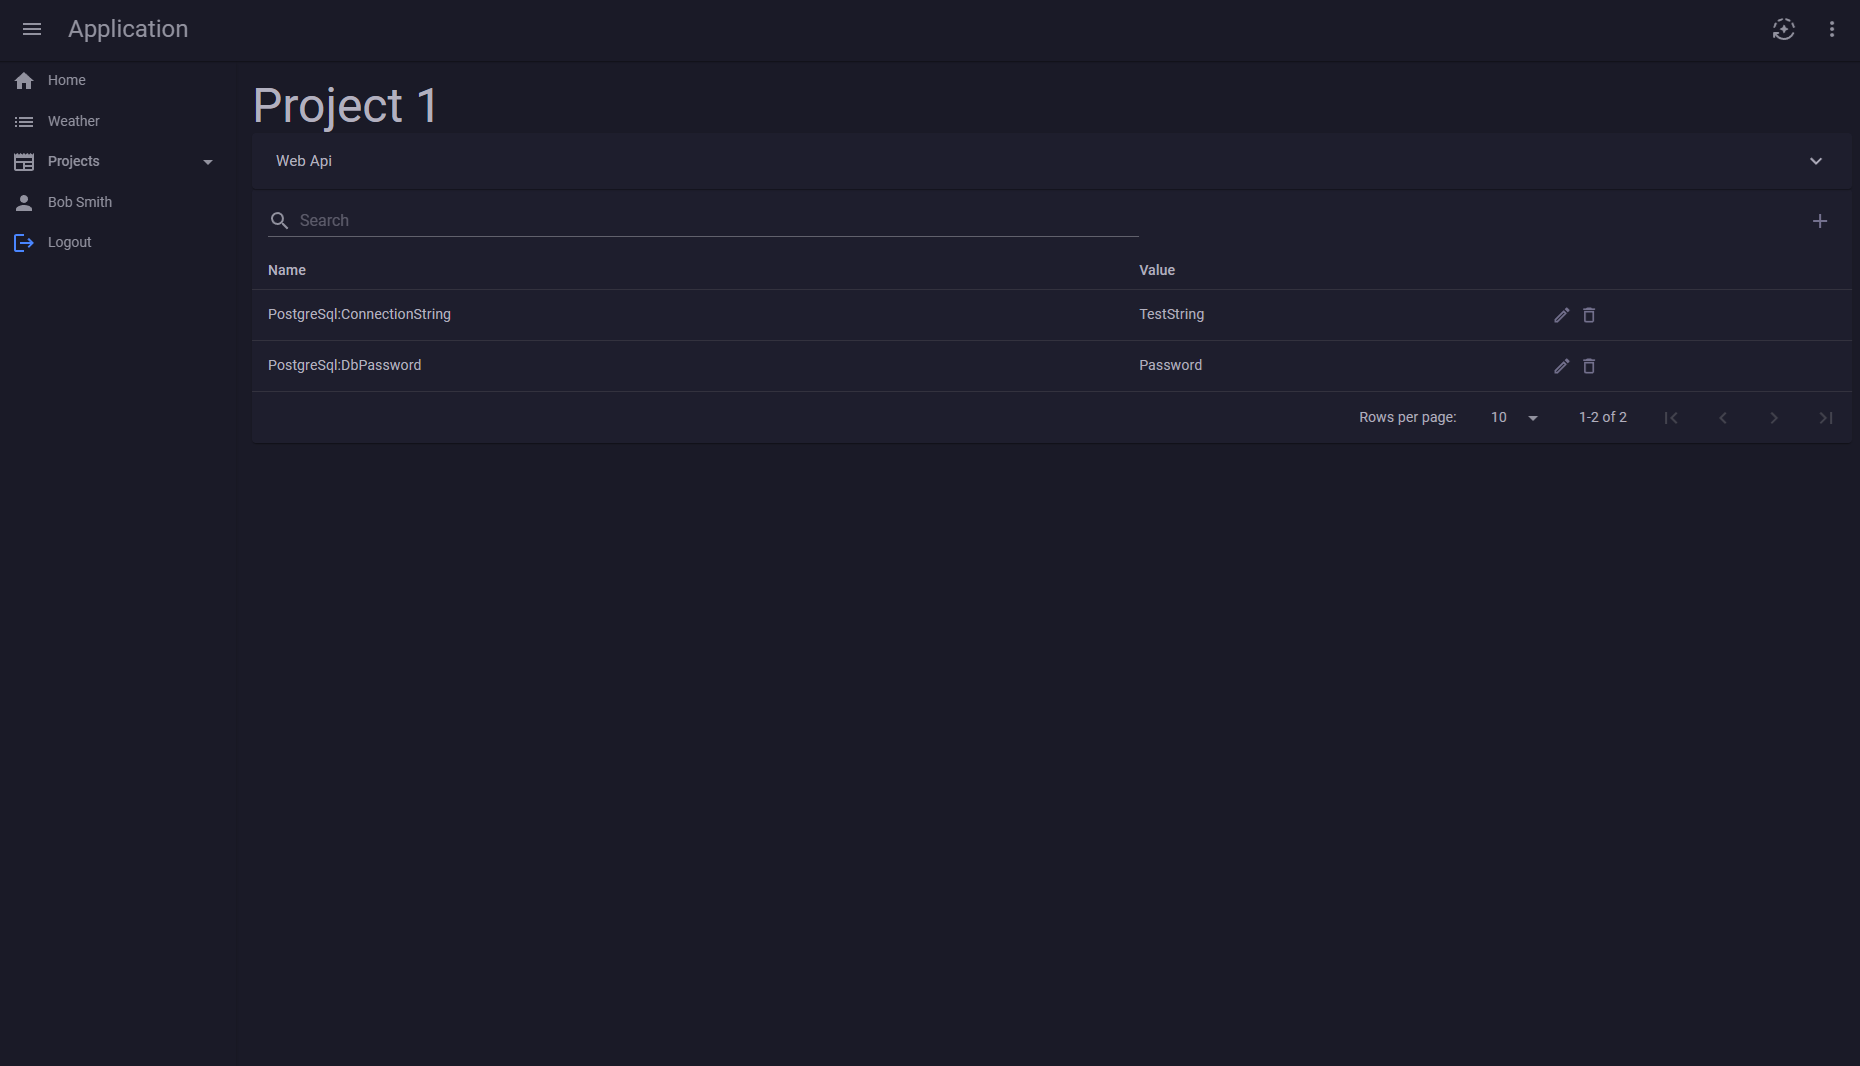 Application
Home
Weather
Projects
Bob Smith
Logout
Project 1
Web Api
Search
Name Value
PostgreSql:ConnectionString TestString
PostgreSql:DbPassword Password
Rows per page: 10 1-2 of 2